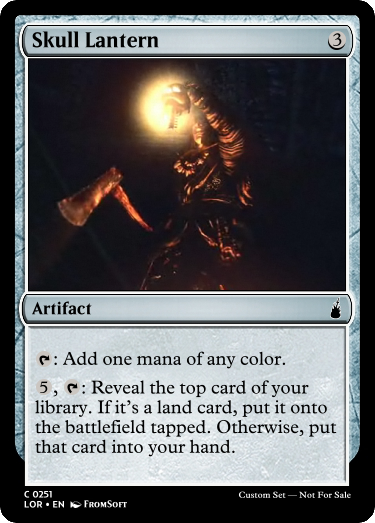 Skull Lantern 3
Artifact
: Add one mana of any color.
5, : Reveal the top card of your
library. If it's a land card, put it onto
the battlefield tapped. Otherwise, put
that card into your hand.
C 0251
LOR • EN FROMSOFT
Custom Set — Not For Sale